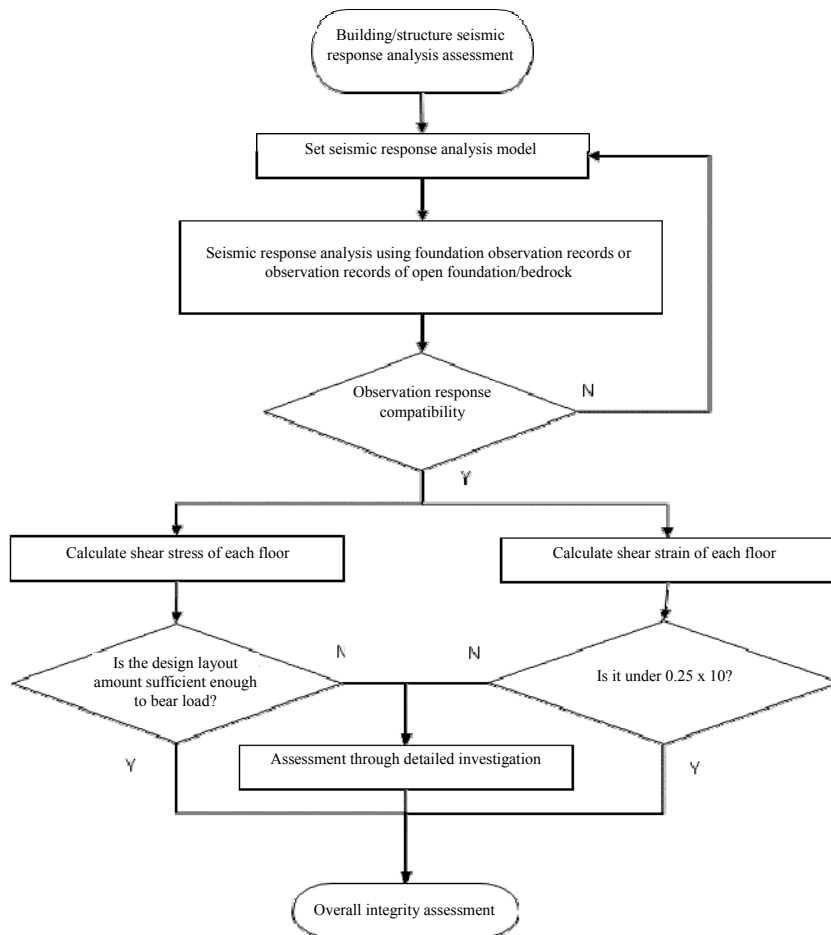 Building/structure seismic
response analysis assessment
Set seismic response analysis model
Seismic response analysis using foundation observation records or
observation records of open foundation/bedrock
Observation response
compatibility
N
Y
Calculate shear stress of each floor
Calculate shear strain of each floor
Is the design layout
amount sufficient enough
to bear load?
N
N
Is it under 0.25 x 10?
Y
Assessment through detailed investigation
Y
Overall integrity assessment